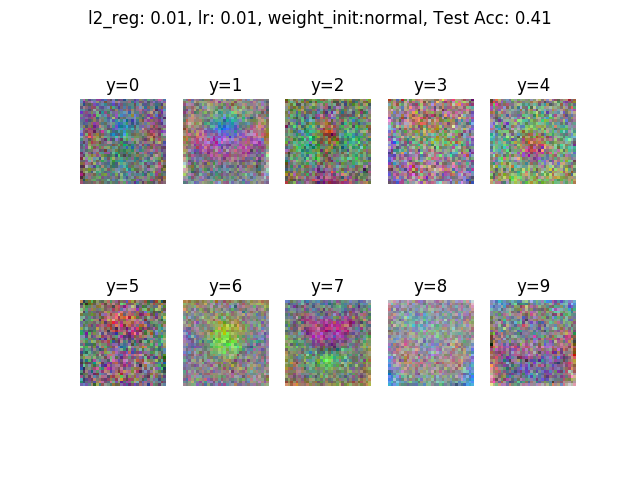 l2_reg: 0.01, lr: 0.01, weight_init:normal, Test Acc: 0.41
y=0 y=1 y=2 y=3 y=4
y=5 y=6 y=7 y=8 y=9